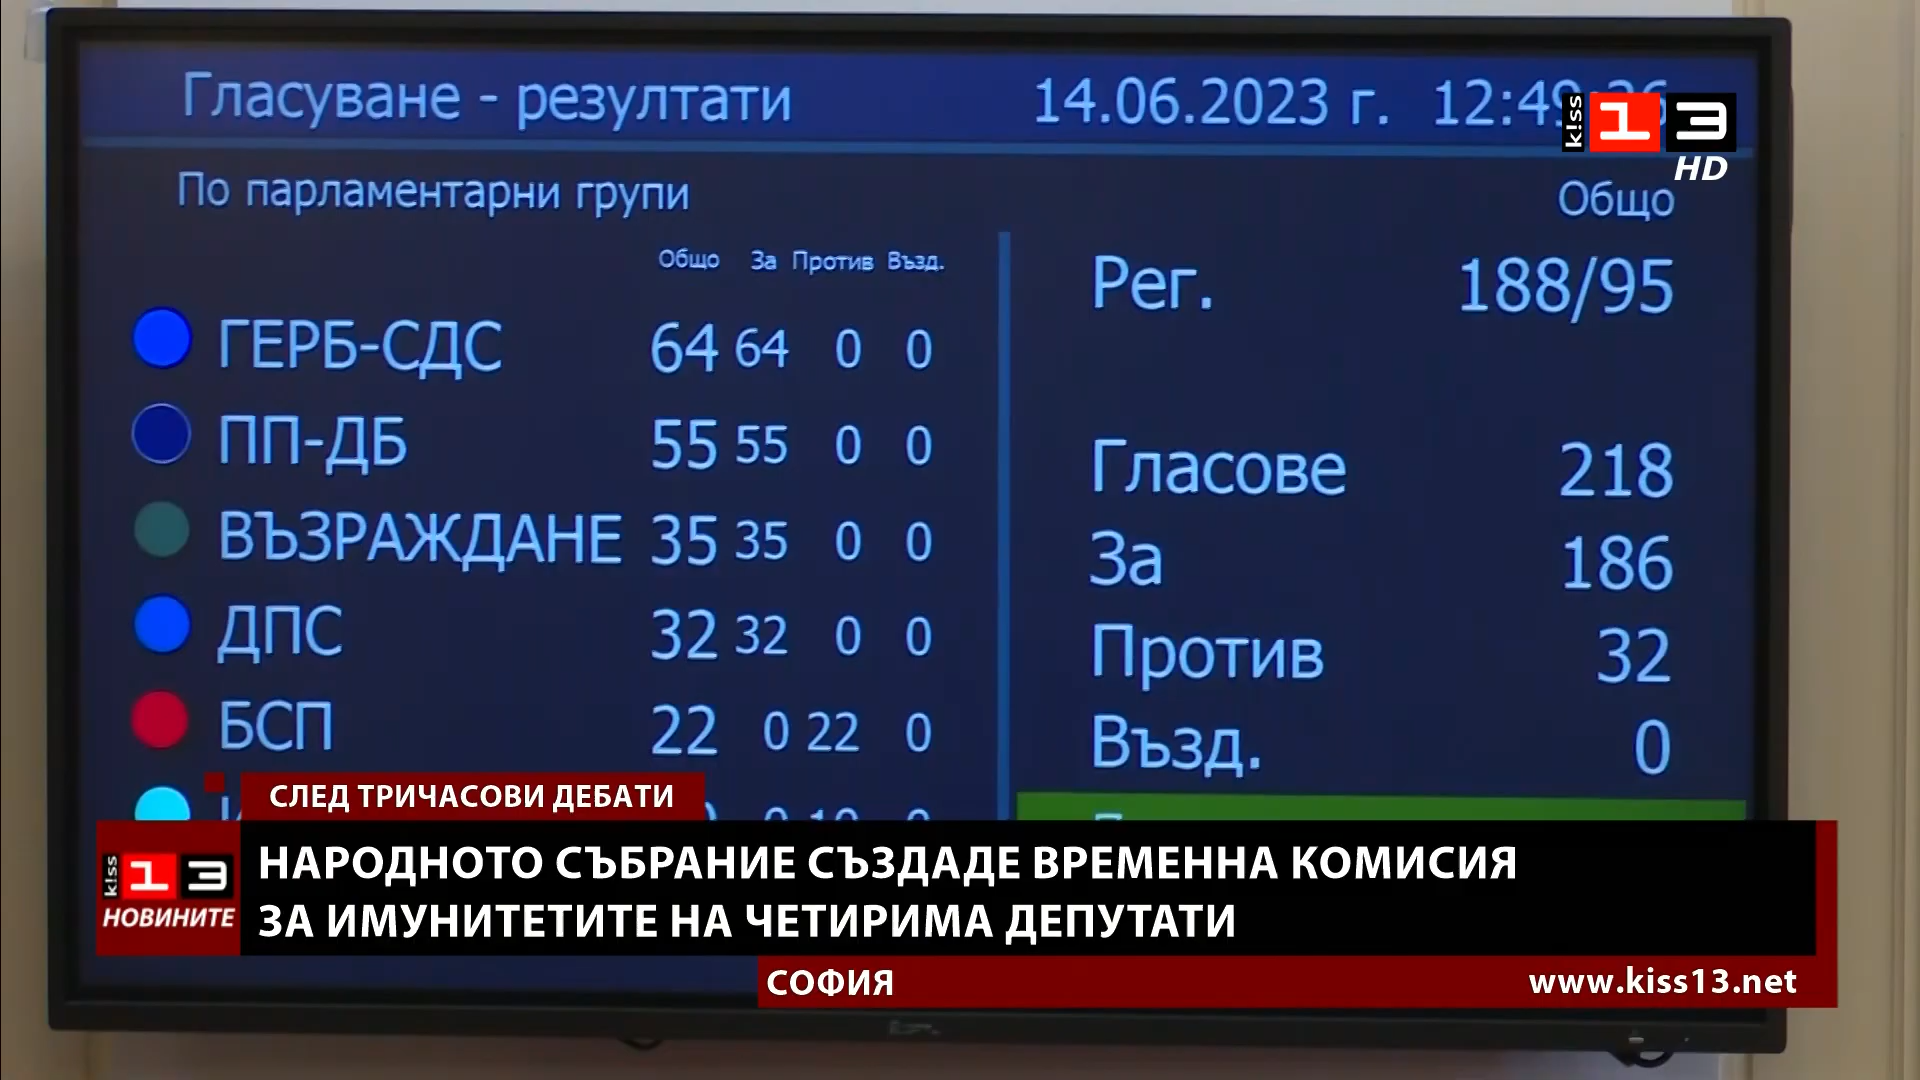 Гласуване - резултати 14.06.2023 г.
kiss 13
HD
По парламентарни групи Общо
Общо За Против Възд.
Рег. 188/95
ГЕРБ-СДС 64 64 0 0
ПП-ДБ 55 55 0 0
Гласове 218
ВЪЗРАЖДАНЕ 35 35 0 0
За 186
ДПС 32 32 0 0
Против 32
БСП 22 0 22 0
Възд. 0
СЛЕД ТРИЧАСОВИ ДЕБАТИ
kiss 13
НОВИНИТЕ
НАРОДНОТО СЪБРАНИЕ СЪЗДАДЕ ВРЕМЕННА КОМИСИЯ
ЗА ИМУНИТЕТИТЕ НА ЧЕТИРИМА ДЕПУТАТИ
СОФИЯ www.kiss13.net